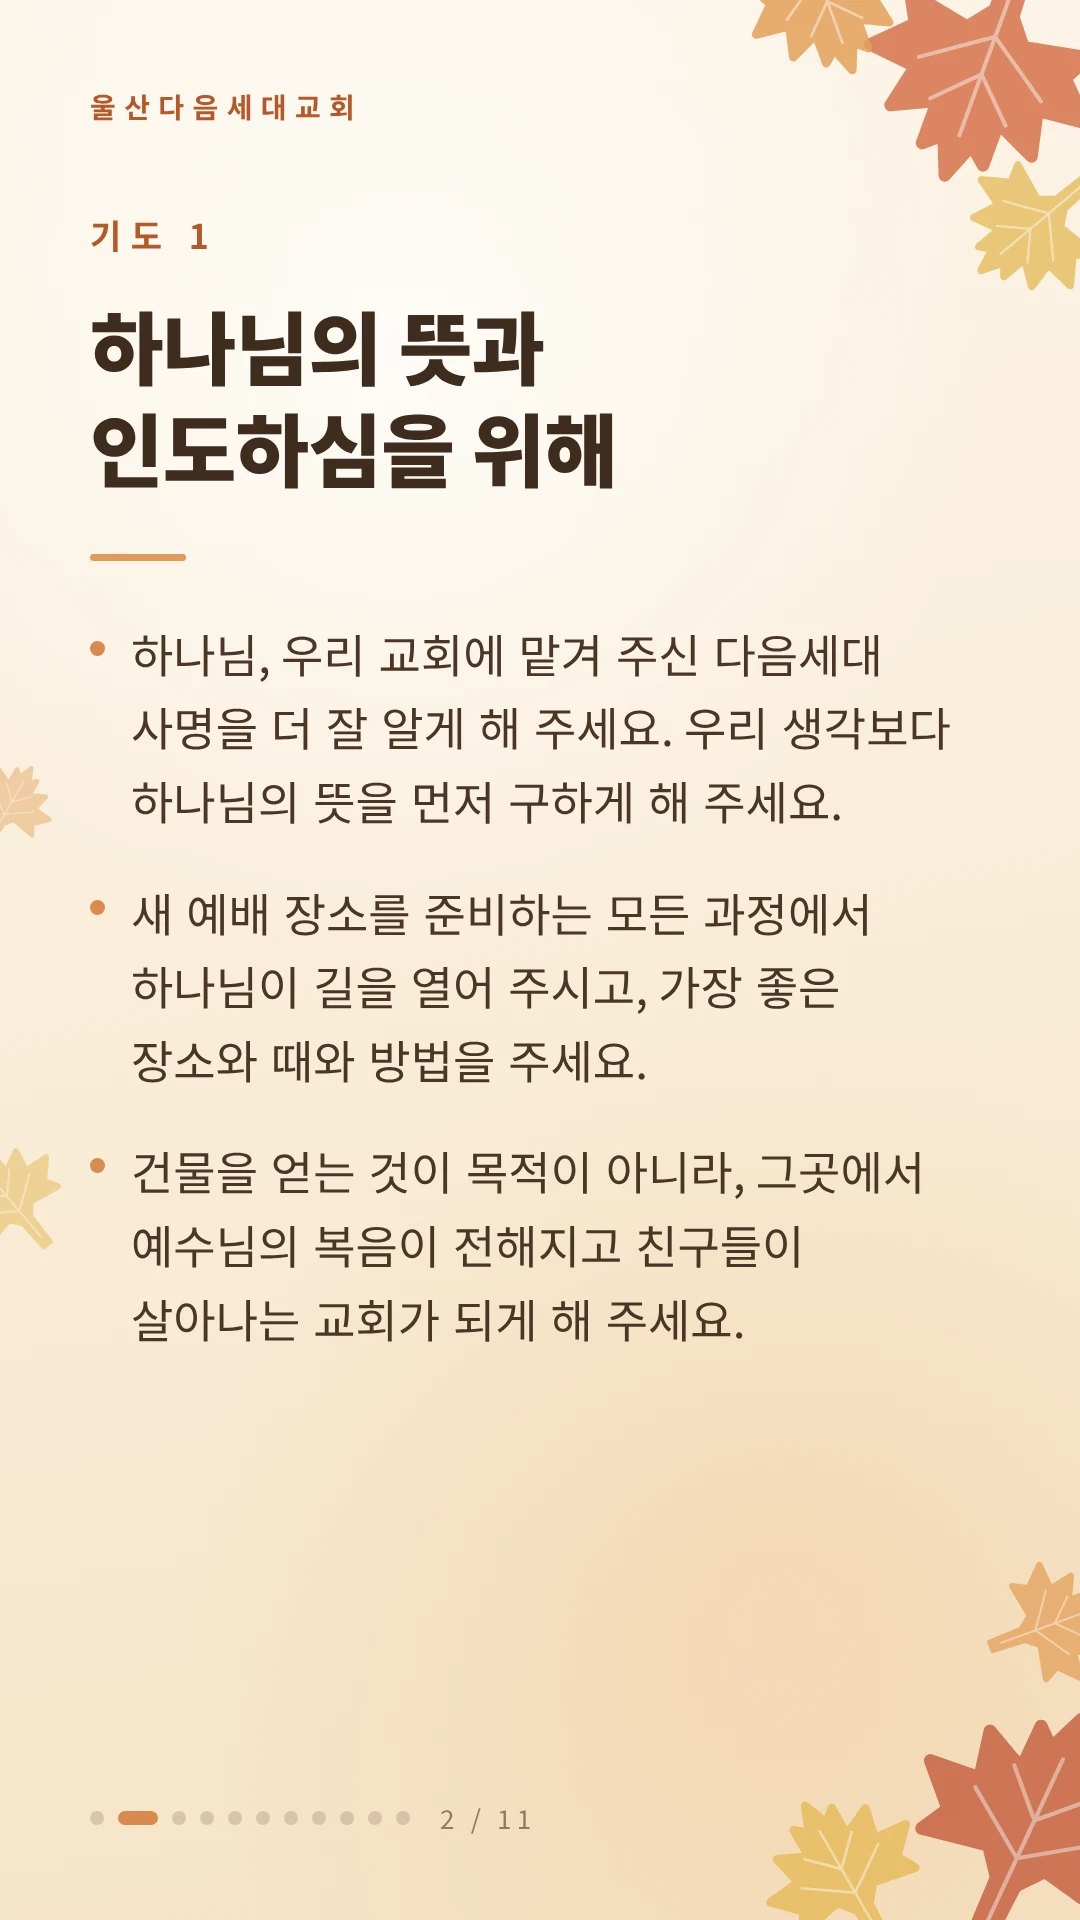 울산다음세대교회
기도 1
하나님의 뜻과
인도하심을 위해
하나님, 우리 교회에 맡겨 주신 다음세대
사명을 더 잘 알게 해 주세요. 우리 생각보다
하나님의 뜻을 먼저 구하게 해 주세요.
새 예배 장소를 준비하는 모든 과정에서
하나님이 길을 열어 주시고, 가장 좋은
장소와 때와 방법을 주세요.
건물을 얻는 것이 목적이 아니라, 그곳에서
예수님의 복음이 전해지고 친구들이
살아나는 교회가 되게 해 주세요.
2 / 11